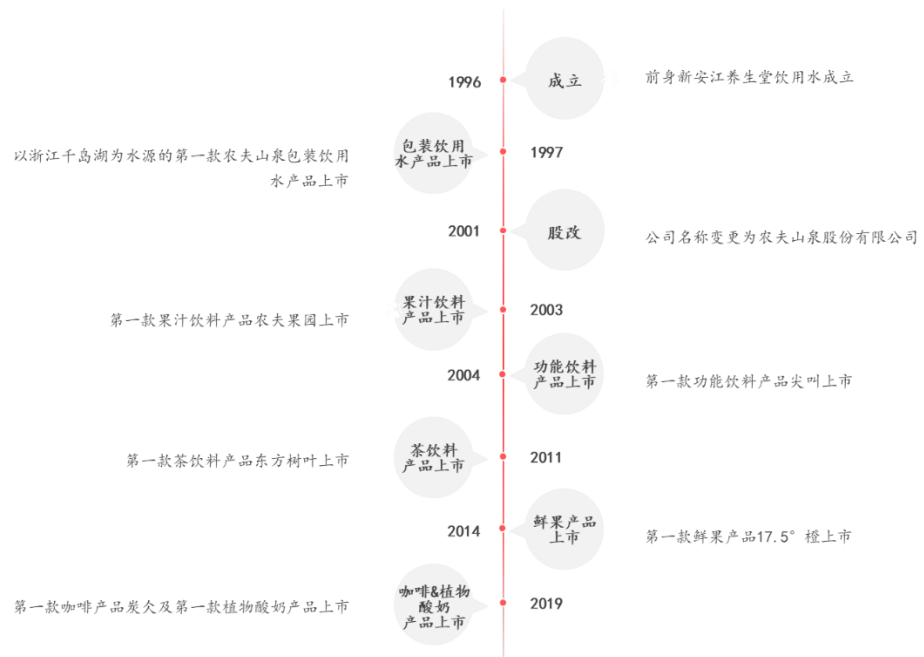 1996
成立
前身新安江养生堂饮用水成立
以浙江千岛湖为水源的第一款农夫山泉包装饮用
水产品上市
包装饮用
水产品上市
1997
2001
股改
公司名称变更为农夫山泉股份有限公司
第一款果汁饮料产品农夫果园上市
果汁饮料
产品上市
2003
2004
功能饮料
产品上市
第一款功能饮料产品尖叫上市
第一款茶饮料产品东方树叶上市
茶饮料
产品上市
2011
2014
鲜果产品
上市
第一款鲜果产品17.5°橙上市
第一款咖啡产品炭仌及第一款植物酸奶产品上市
咖啡&植物
酸奶
产品上市
2019